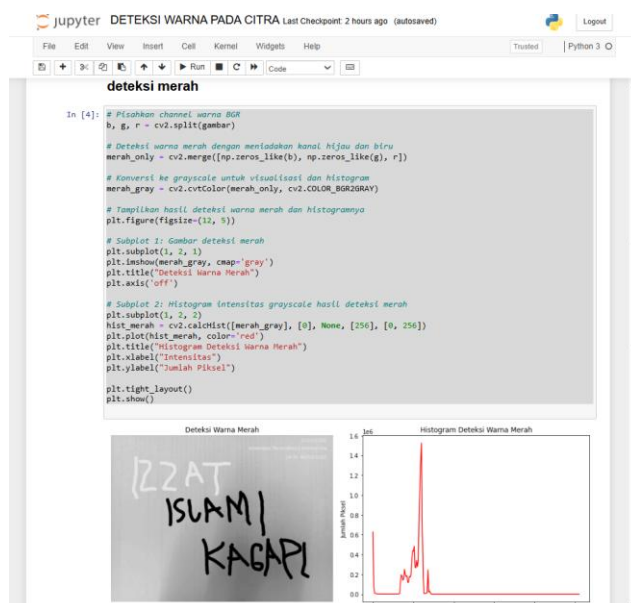 jupyter DETEKSI WARNA PADA CITRA Last Checkpoint: 2 hours ago (autosaved)
Logout
File Edit View Insert Cell Kernel Widgets Help
Trusted
Python 3
Run
Code
deteksi merah
In [4]:
# Pisahkan channel warna BGR
b, g, r = cv2.split(gambar)
# Deteksi warna merah dengan meniadakan kanal hijau dan biru
merah_only = cv2.merge([np.zeros_like(b), np.zeros_like(g), r])
# Konversi ke grayscale untuk visualisasi dan histogram
merah_gray = cv2.cvtColor(merah_only, cv2.COLOR_BGR2GRAY)
# Tampilkan hasil deteksi warna merah dan histogramnya
plt.figure(figsize=(12, 5))
# Subplot 1: Gambar deteksi merah
plt.subplot(1, 2, 1)
plt.imshow(merah_gray, cmap='gray')
plt.title("Deteksi Warna Merah")
plt.axis('off')
# Subplot 2: Histogram intensitas grayscale hasil deteksi merah
plt.subplot(1, 2, 2)
hist_merah = cv2.calcHist([merah_gray], [0], None, [256], [0, 256])
plt.plot(hist_merah, color='red')
plt.title("Histogram Deteksi Warna Merah")
plt.xlabel("Intensitas")
plt.ylabel("Jumlah Piksel")
plt.tight_layout()
plt.show()
Deteksi Warna Merah
IZZAT
ISLAMI
KAGAPI
Histogram Deteksi Warna Merah
1e6
1.6
1.4
1.2
1.0
0.8
0.6
0.4
0.2
0.0
Jumlah Piksel